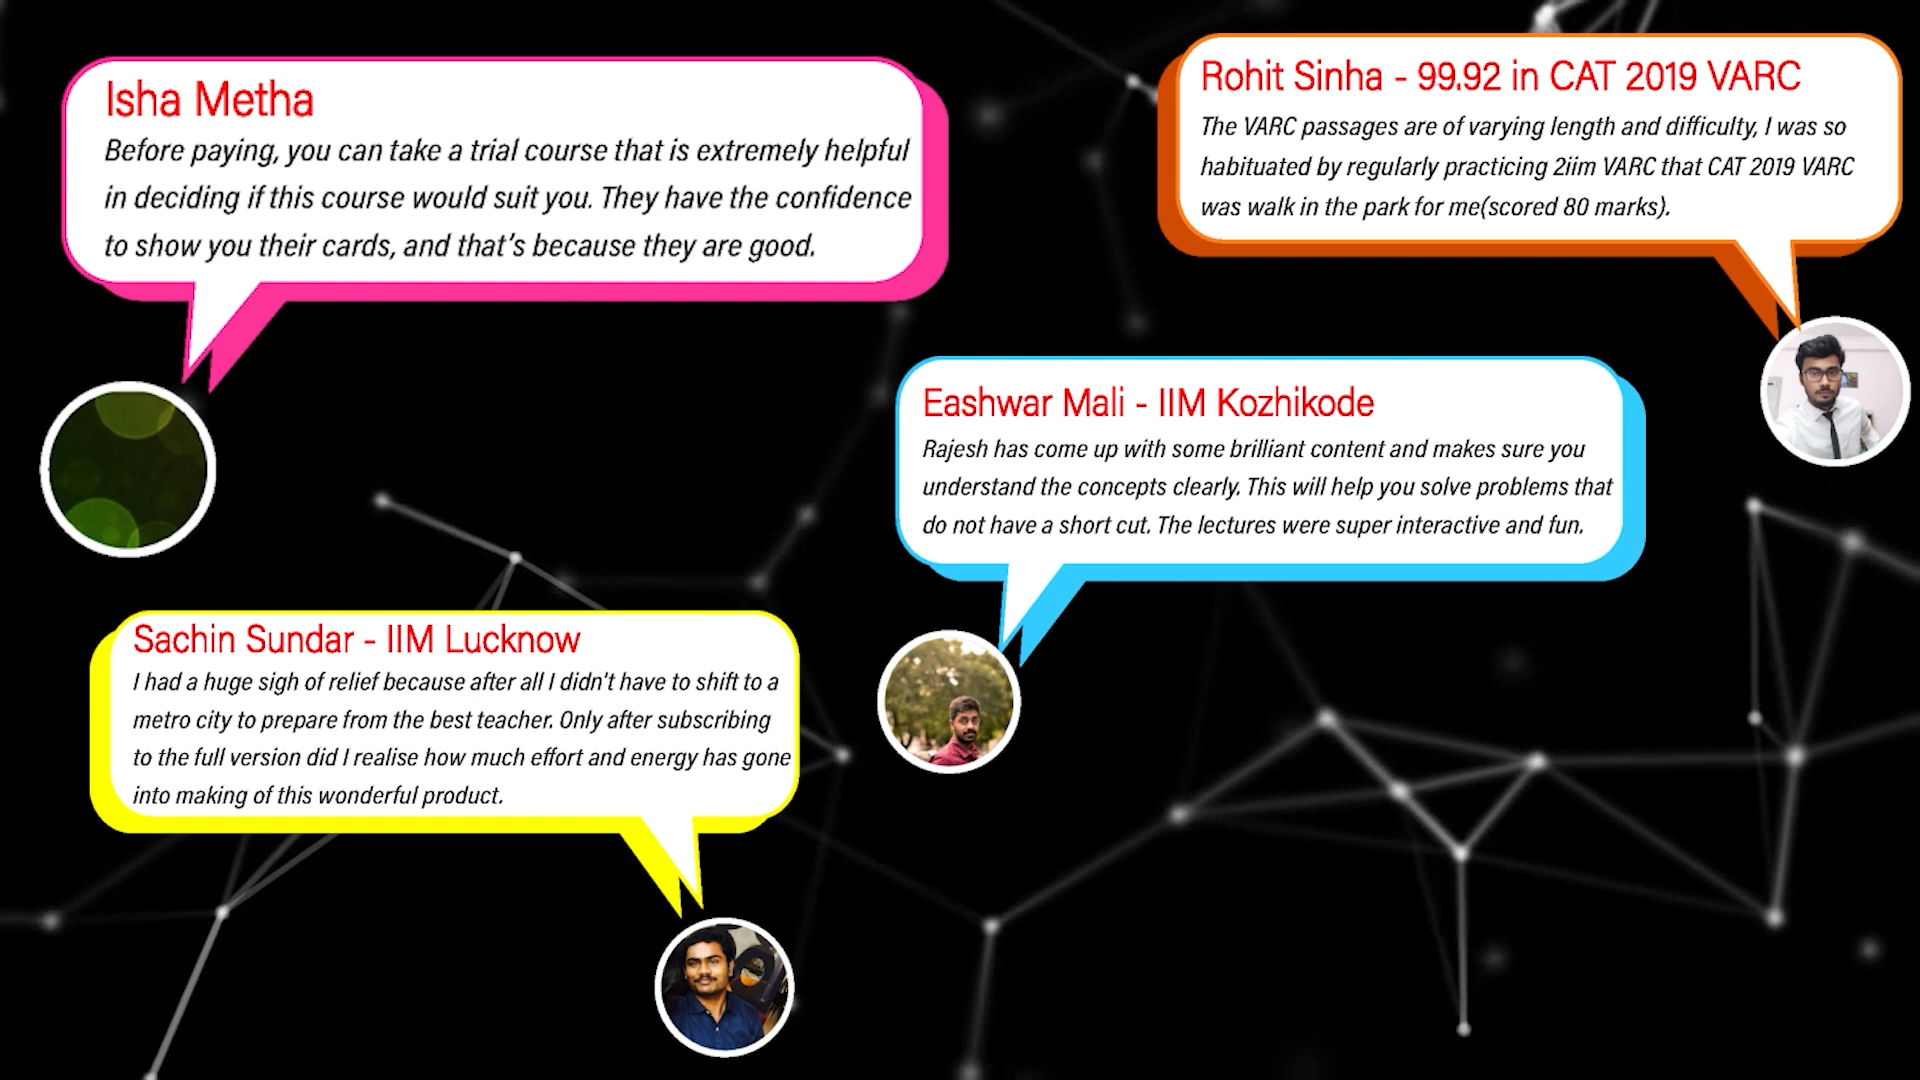 Isha Metha
Before paying, you can take a trial course that is extremely helpful
in deciding if this course would suit you. They have the confidence
to show you their cards, and that's because they are good.
Rohit Sinha - 99.92 in CAT 2019 VARC
The VARC passages are of varying length and difficulty, I was so
habituated by regularly practicing 2iim VARC that CAT 2019 VARC
was walk in the park for me(scored 80 marks).
Eashwar Mali - IIM Kozhikode
Rajesh has come up with some brilliant content and makes sure you
understand the concepts clearly. This will help you solve problems that
do not have a short cut. The lectures were super interactive and fun.
Sachin Sundar - IIM Lucknow
I had a huge sigh of relief because after all I didn't have to shift to a
metro city to prepare from the best teacher. Only after subscribing
to the full version did I realise how much effort and energy has gone
into making of this wonderful product.